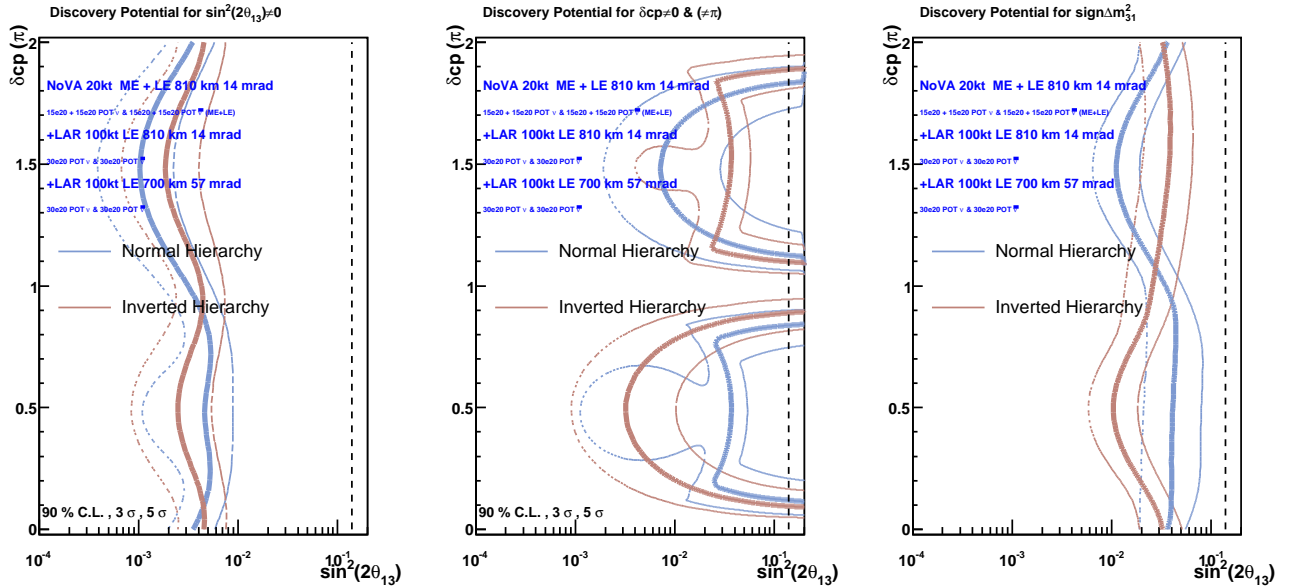 Discovery Potential for sin²(2θ₁₃)≠0
δcp (π)
2
1.5
1
0.5
0
NoVA 20kt ME + LE 810 km 14 mrad
15e20 + 15e20 POT ν & 15e20 + 15e20 POT (ME+LE)
+LAR 100kt LE 810 km 14 mrad
30e20 POT ν & 30e20 POT
+LAR 100kt LE 700 km 57 mrad
30e20 POT ν & 30e20 POT
Normal Hierarchy
Inverted Hierarchy
90 % C.L. , 3 σ , 5 σ
10⁻⁴ 10⁻³ 10⁻² 10⁻¹
sin²(2θ₁₃)
Discovery Potential for δcp≠0 & (≠π)
δcp (π)
2
1.5
1
0.5
0
NoVA 20kt ME + LE 810 km 14 mrad
15e20 + 15e20 POT ν & 15e20 + 15e20 POT (ME+LE)
+LAR 100kt LE 810 km 14 mrad
30e20 POT ν & 30e20 POT
+LAR 100kt LE 700 km 57 mrad
30e20 POT ν & 30e20 POT
Normal Hierarchy
Inverted Hierarchy
90 % C.L. , 3 σ , 5 σ
10⁻⁴ 10⁻³ 10⁻² 10⁻¹
sin²(2θ₁₃)
Discovery Potential for signΔm²₃₁
δcp (π)
2
1.5
1
0.5
0
NoVA 20kt ME + LE 810 km 14 mrad
15e20 + 15e20 POT ν & 15e20 + 15e20 POT (ME+LE)
+LAR 100kt LE 810 km 14 mrad
30e20 POT ν & 30e20 POT
+LAR 100kt LE 700 km 57 mrad
30e20 POT ν & 30e20 POT
Normal Hierarchy
Inverted Hierarchy
10⁻⁴ 10⁻³ 10⁻² 10⁻¹
sin²(2θ₁₃)